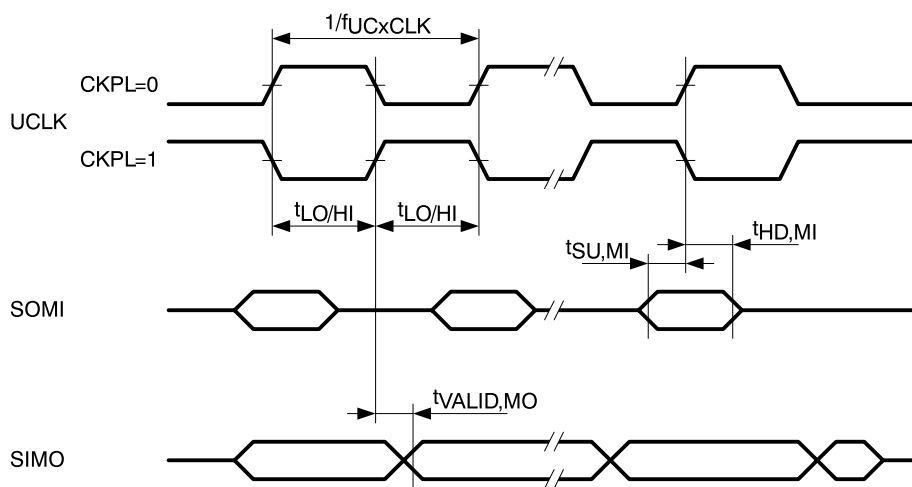 1/fUCxCLK
CKPL=0
UCLK
CKPL=1
tLO/HI tLO/HI
tHD,MI
tSU,MI
SOMI
tVALID,MO
SIMO